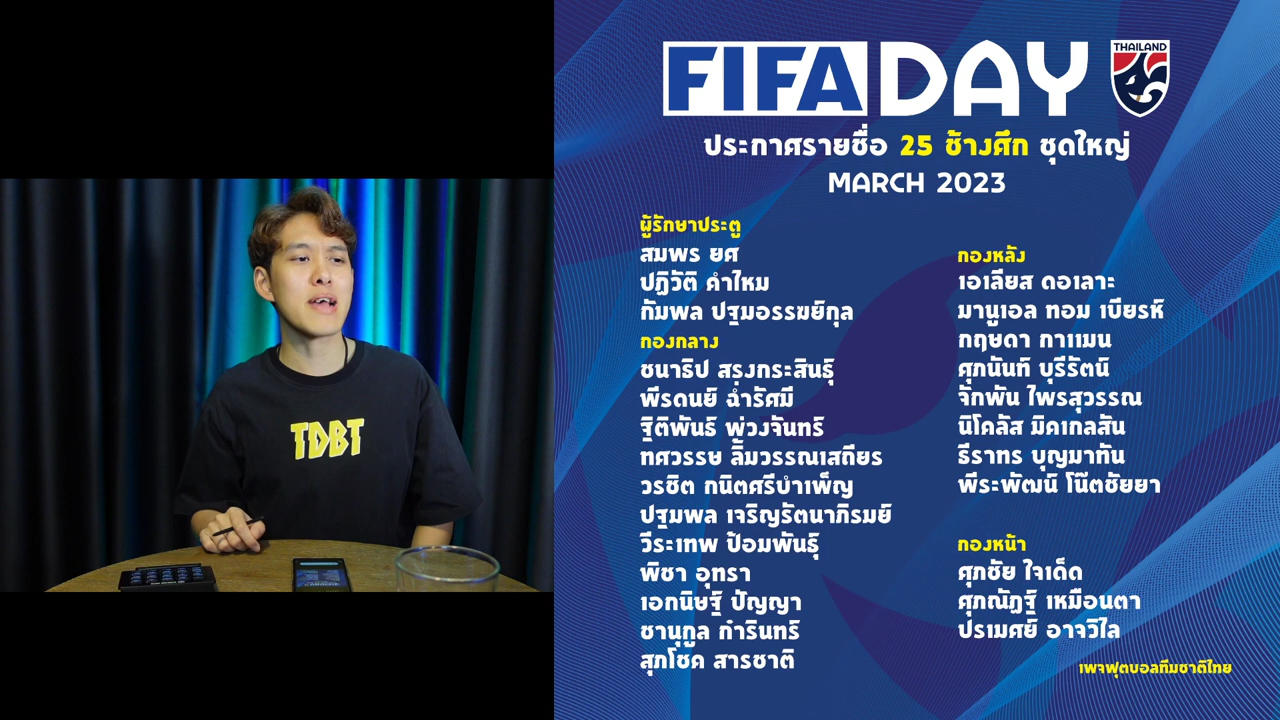 TDBT
FIFA DAY
THAILAND
ประกาศรายชื่อ 25 ช้างศึก ชุดใหญ่
MARCH 2023
ผู้รักษาประตู
สมพร ยศ
ปฏิวัติ คำไหม
กัมพล ปฐมอรรฆย์กุล
กองกลาง
ชนาธิป สรงกระสินธุ์
พีรดนย์ ฉ่ำรัศมี
ฐิติพันธ์ พ่วงจันทร์
ทศวรรษ ลิ้มวรรณเสถียร
วรชิต กนิตศรีบำเพ็ญ
ปฐมพล เจริญรัตนาภิรมย์
วีระเทพ ป้อมพันธุ์
พิชา อุทรา
เอกนิษฐ์ ปัญญา
ชานุกูล ก๋ารินทร์
สุภโชค สารชาติ
กองหลัง
เอเลียส ดอเลาะ
มานูเอล ทอม เบียรห์
กฤษดา กาแมน
ศุภนันท์ บุรีรัตน์
จักพัน ไพรสุวรรณ
นิโคลัส มิคเกลสัน
ธีราทร บุญมาทัน
พีระพัฒน์ โน๊ตชัยยา
กองหน้า
ศุภชัย ใจเด็ด
ศุภณัฏฐ์ เหมือนตา
ปรเมศย์ อาจวิไล
เพจฟุตบอลทีมชาติไทย